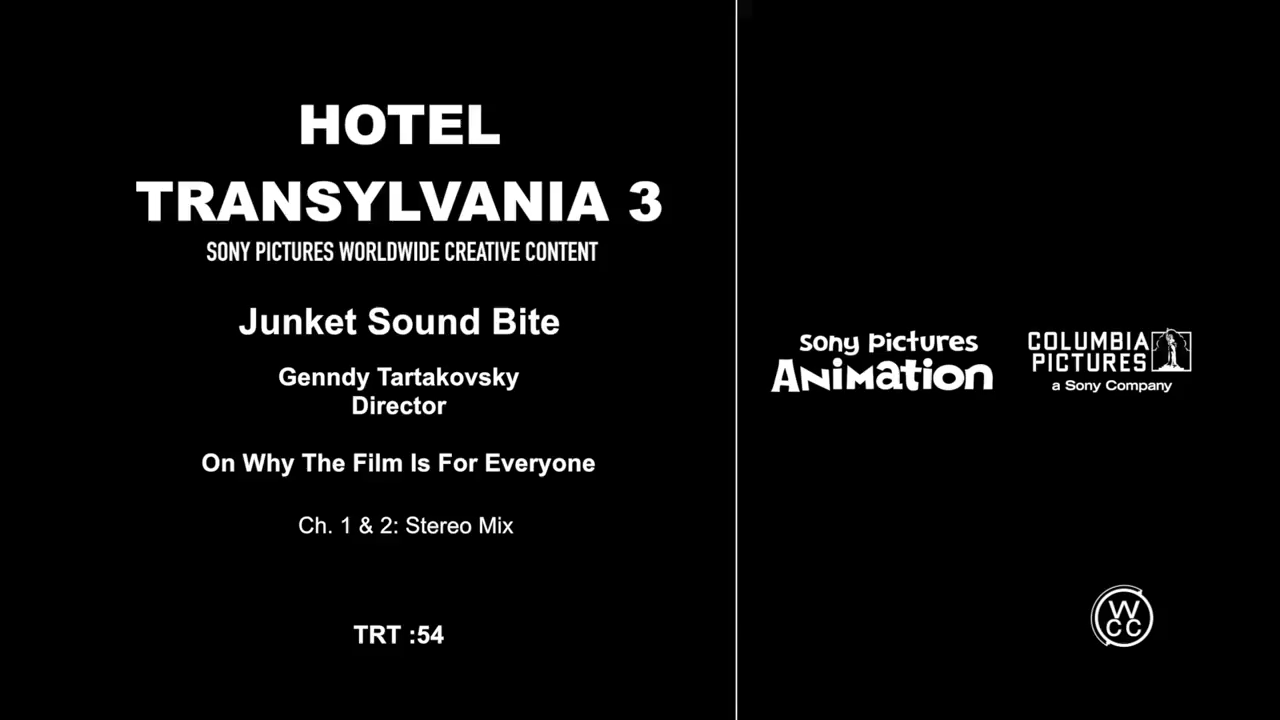 HOTEL
TRANSYLVANIA 3
SONY PICTURES WORLDWIDE CREATIVE CONTENT
Junket Sound Bite
Genndy Tartakovsky
Director
On Why The Film Is For Everyone
Ch. 1 & 2: Stereo Mix
TRT :54
Sony Pictures
ANiMation
COLUMBIA
PICTURES
a Sony Company
W
CC